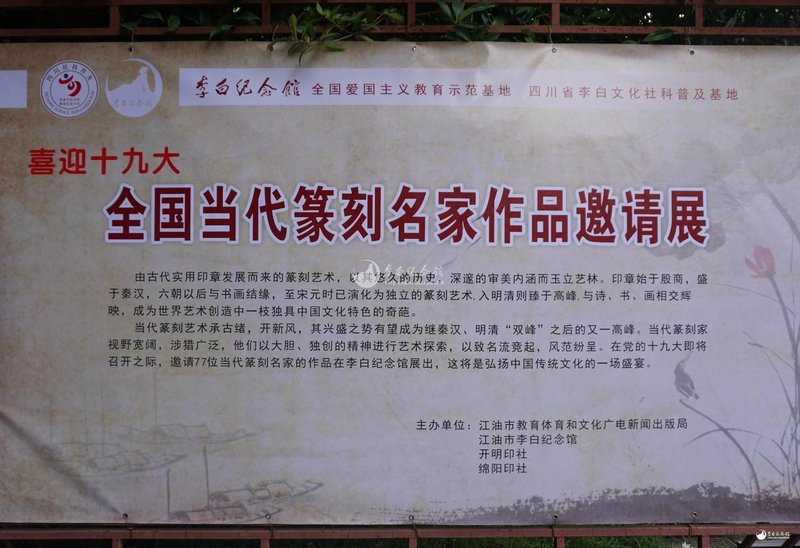 李白纪念馆 全国爱国主义教育示范基地 四川省李白文化社科普及基地
喜迎十九大
全国当代篆刻名家作品邀请展
由古代实用印章发展而来的篆刻艺术，以其悠久的历史，深邃的审美内涵而玉立艺林。印章始于殷商，盛
于秦汉，六朝以后与书画结缘，至宋元时已演化为独立的篆刻艺术,入明清则臻于高峰,与诗、书、画相交辉
映，成为世界艺术创造中一枝独具中国文化特色的奇葩。
当代篆刻艺术承古绪，开新风，其兴盛之势有望成为继秦汉、明清“双峰”之后的又一高峰。当代篆刻家
视野宽阔，涉猎广泛，他们以大胆、独创的精神进行艺术探索，以致名流竞起，风范纷呈。在党的十九大即将
召开之际，邀请77位当代篆刻名家的作品在李白纪念馆展出，这将是弘扬中国传统文化的一场盛宴。
主办单位：江油市教育体育和文化广电新闻出版局
江油市李白纪念馆
开明印社
绵阳印社